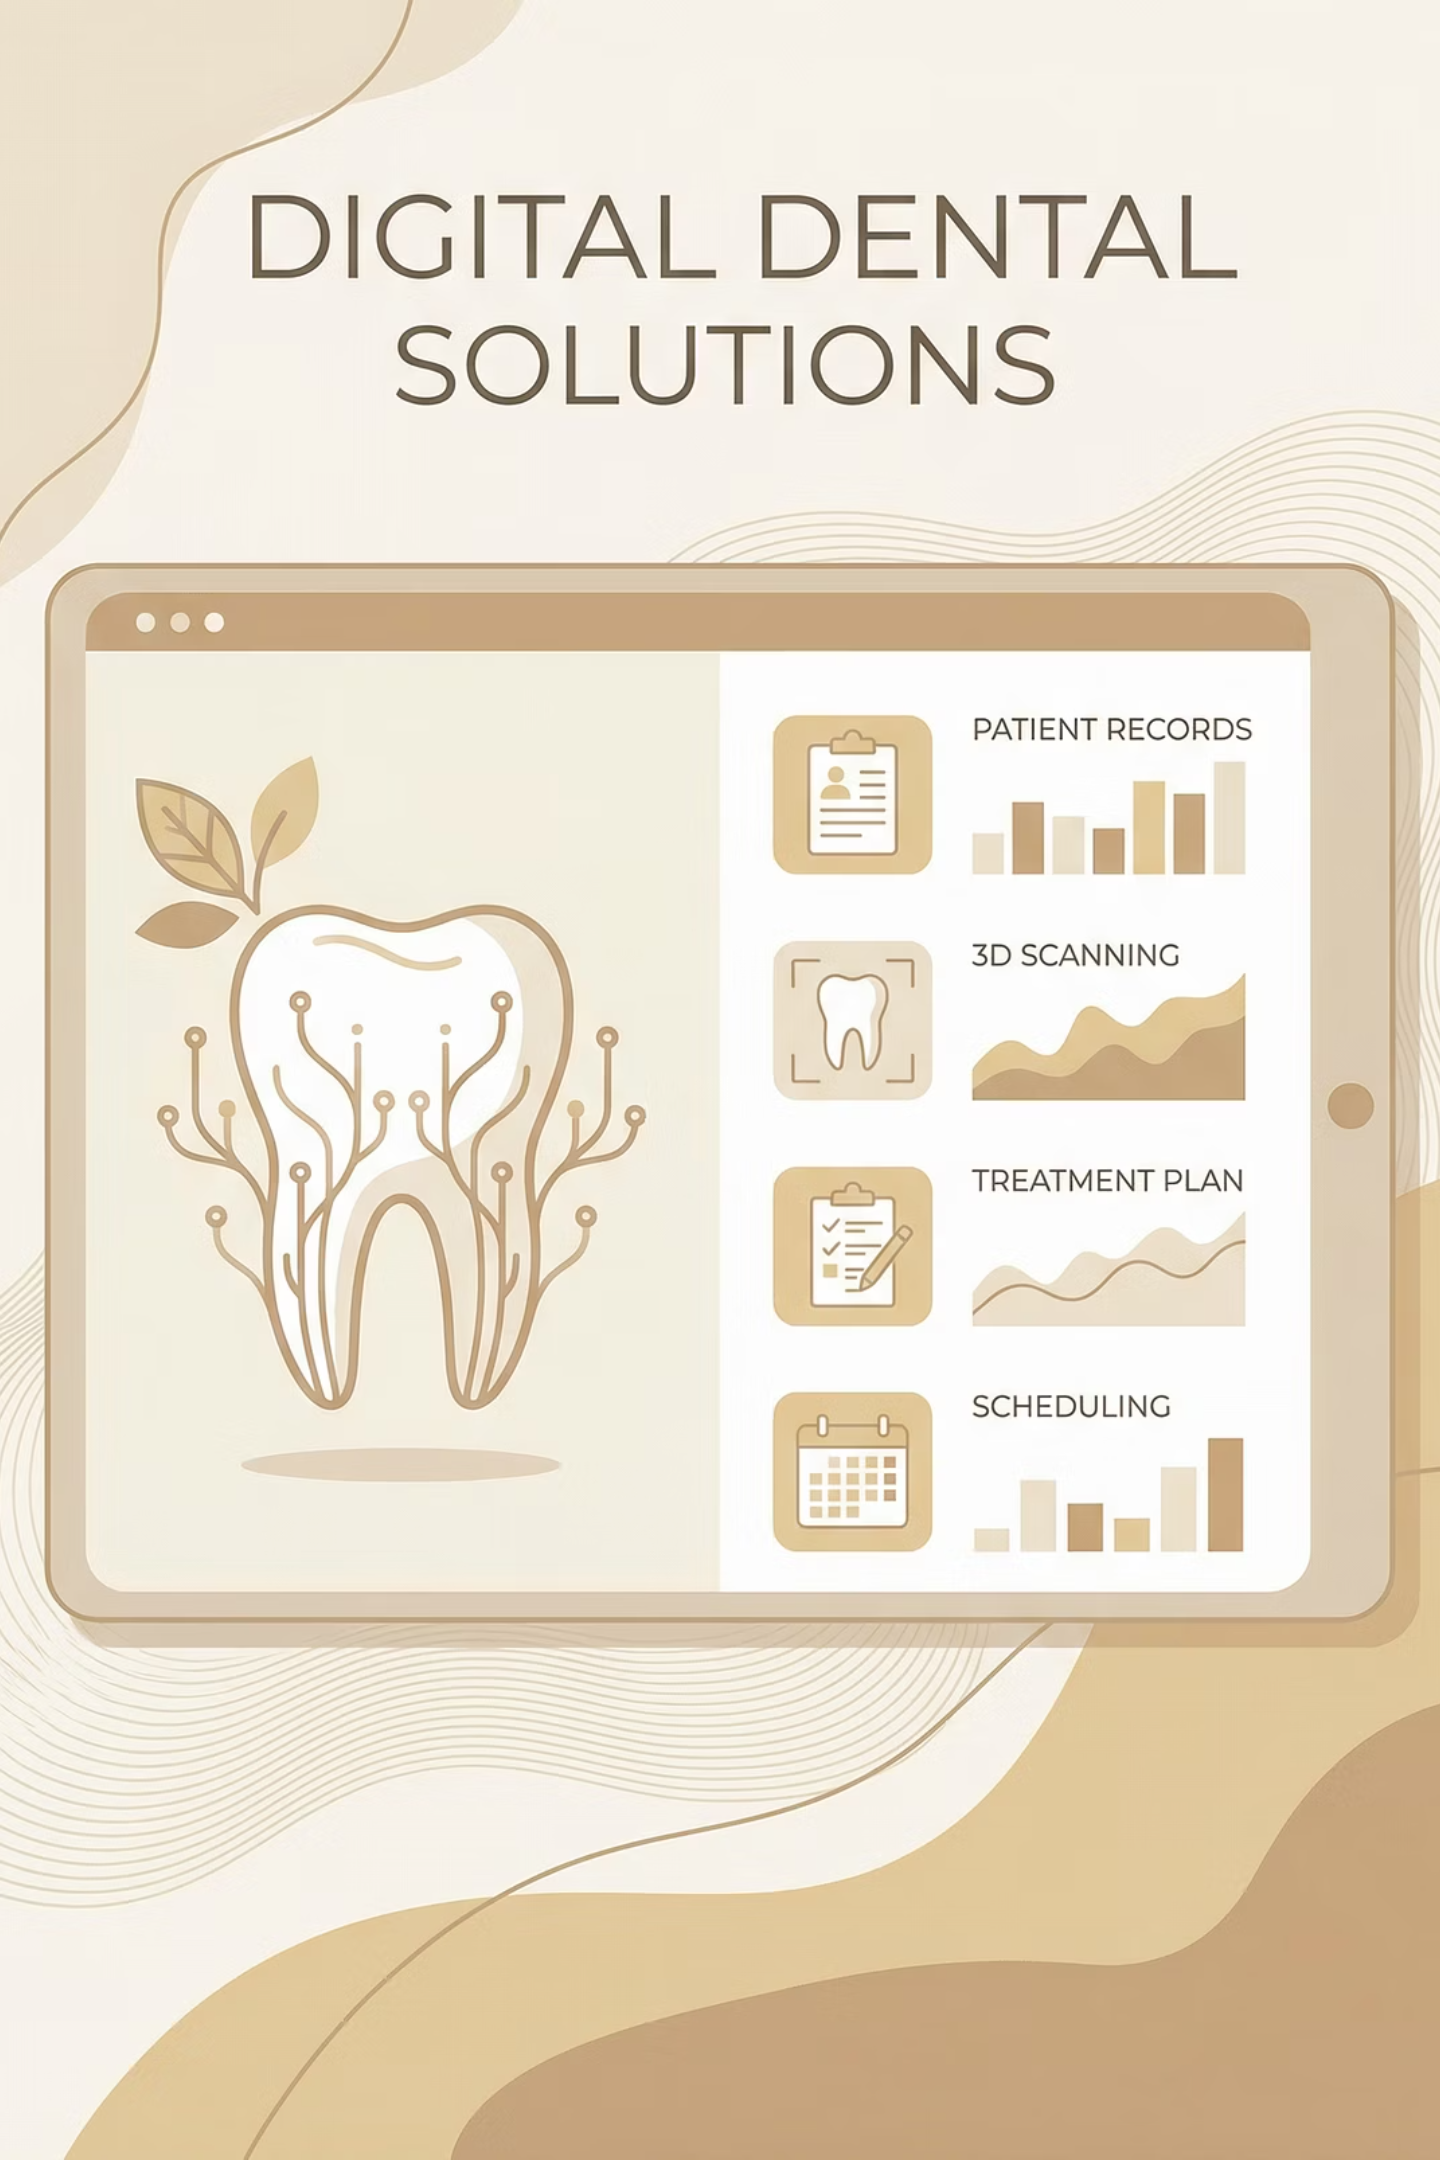 DIGITAL DENTAL
SOLUTIONS
PATIENT RECORDS
3D SCANNING
TREATMENT PLAN
SCHEDULING